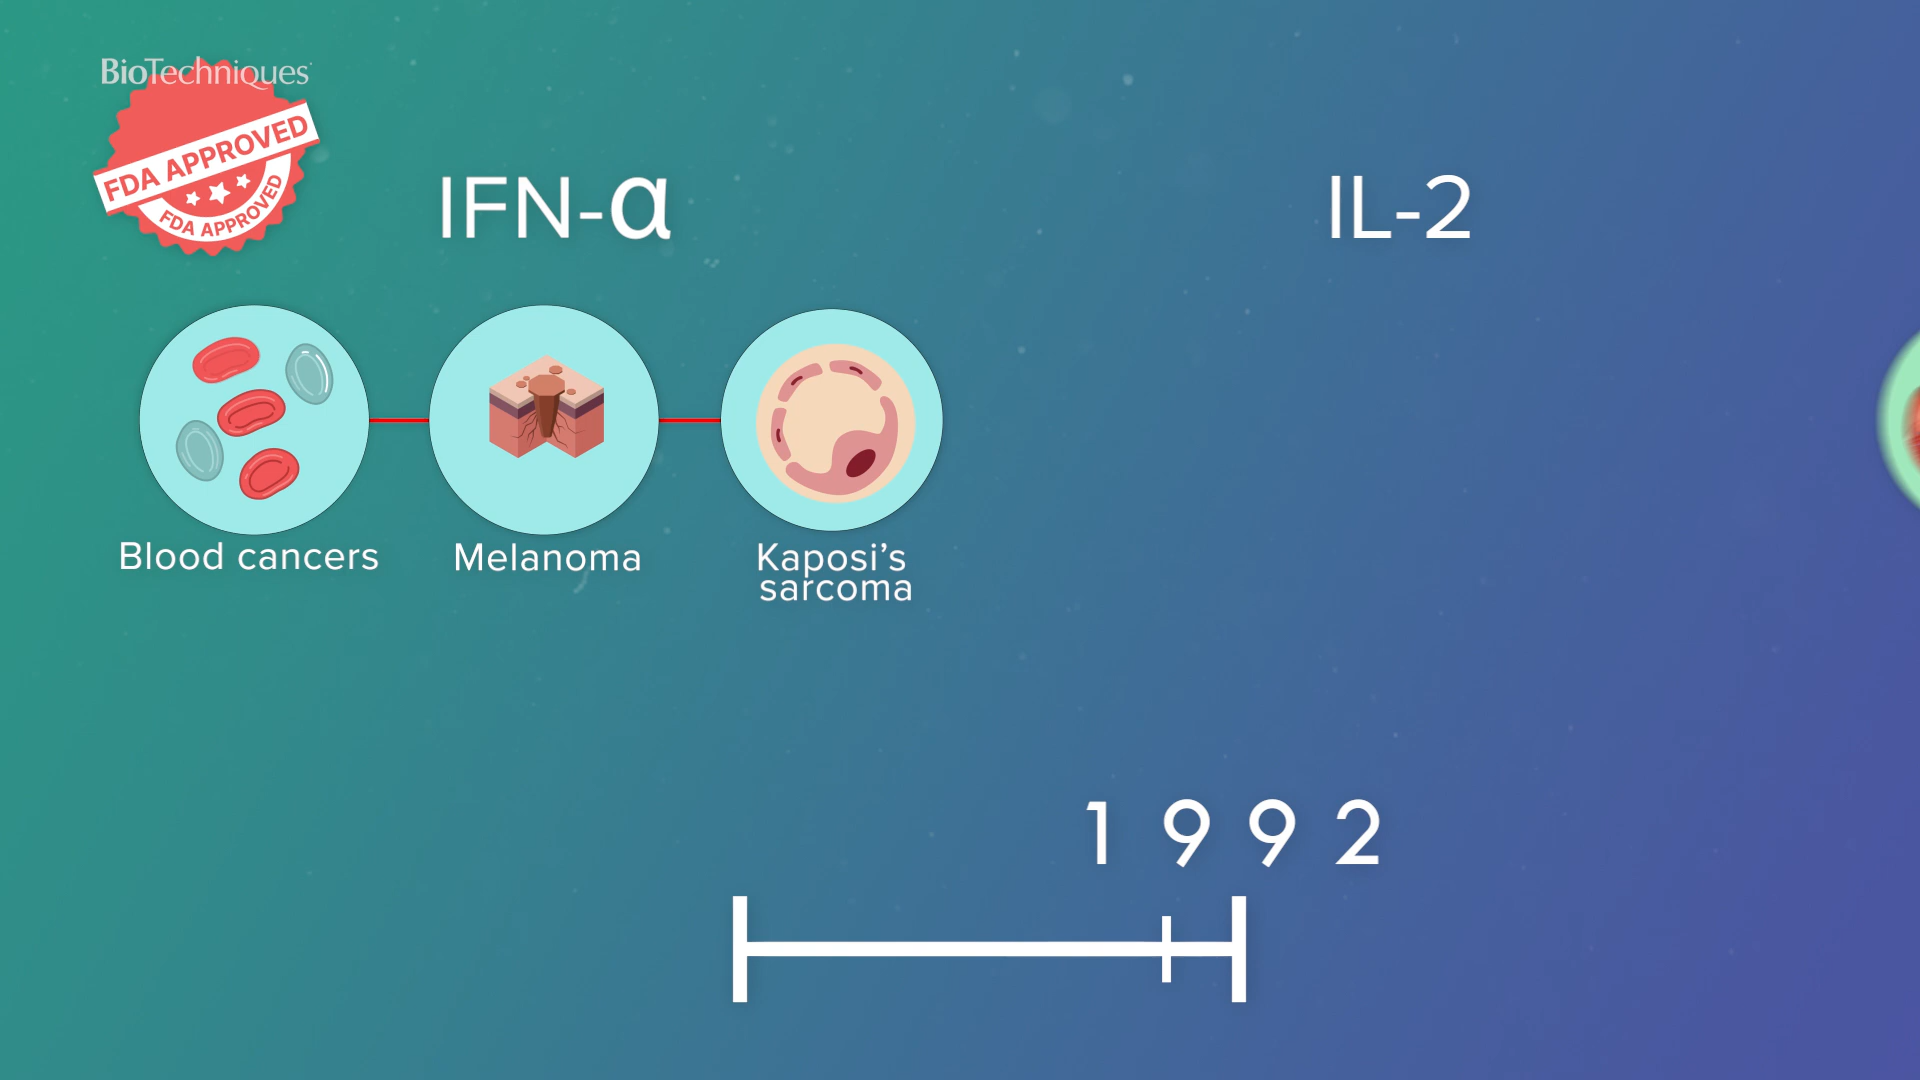 BioTechniques
FDA APPROVED
FDA APPROVED
IFN-α
IL-2
Blood cancers
Melanoma
Kaposi’s
sarcoma
1992